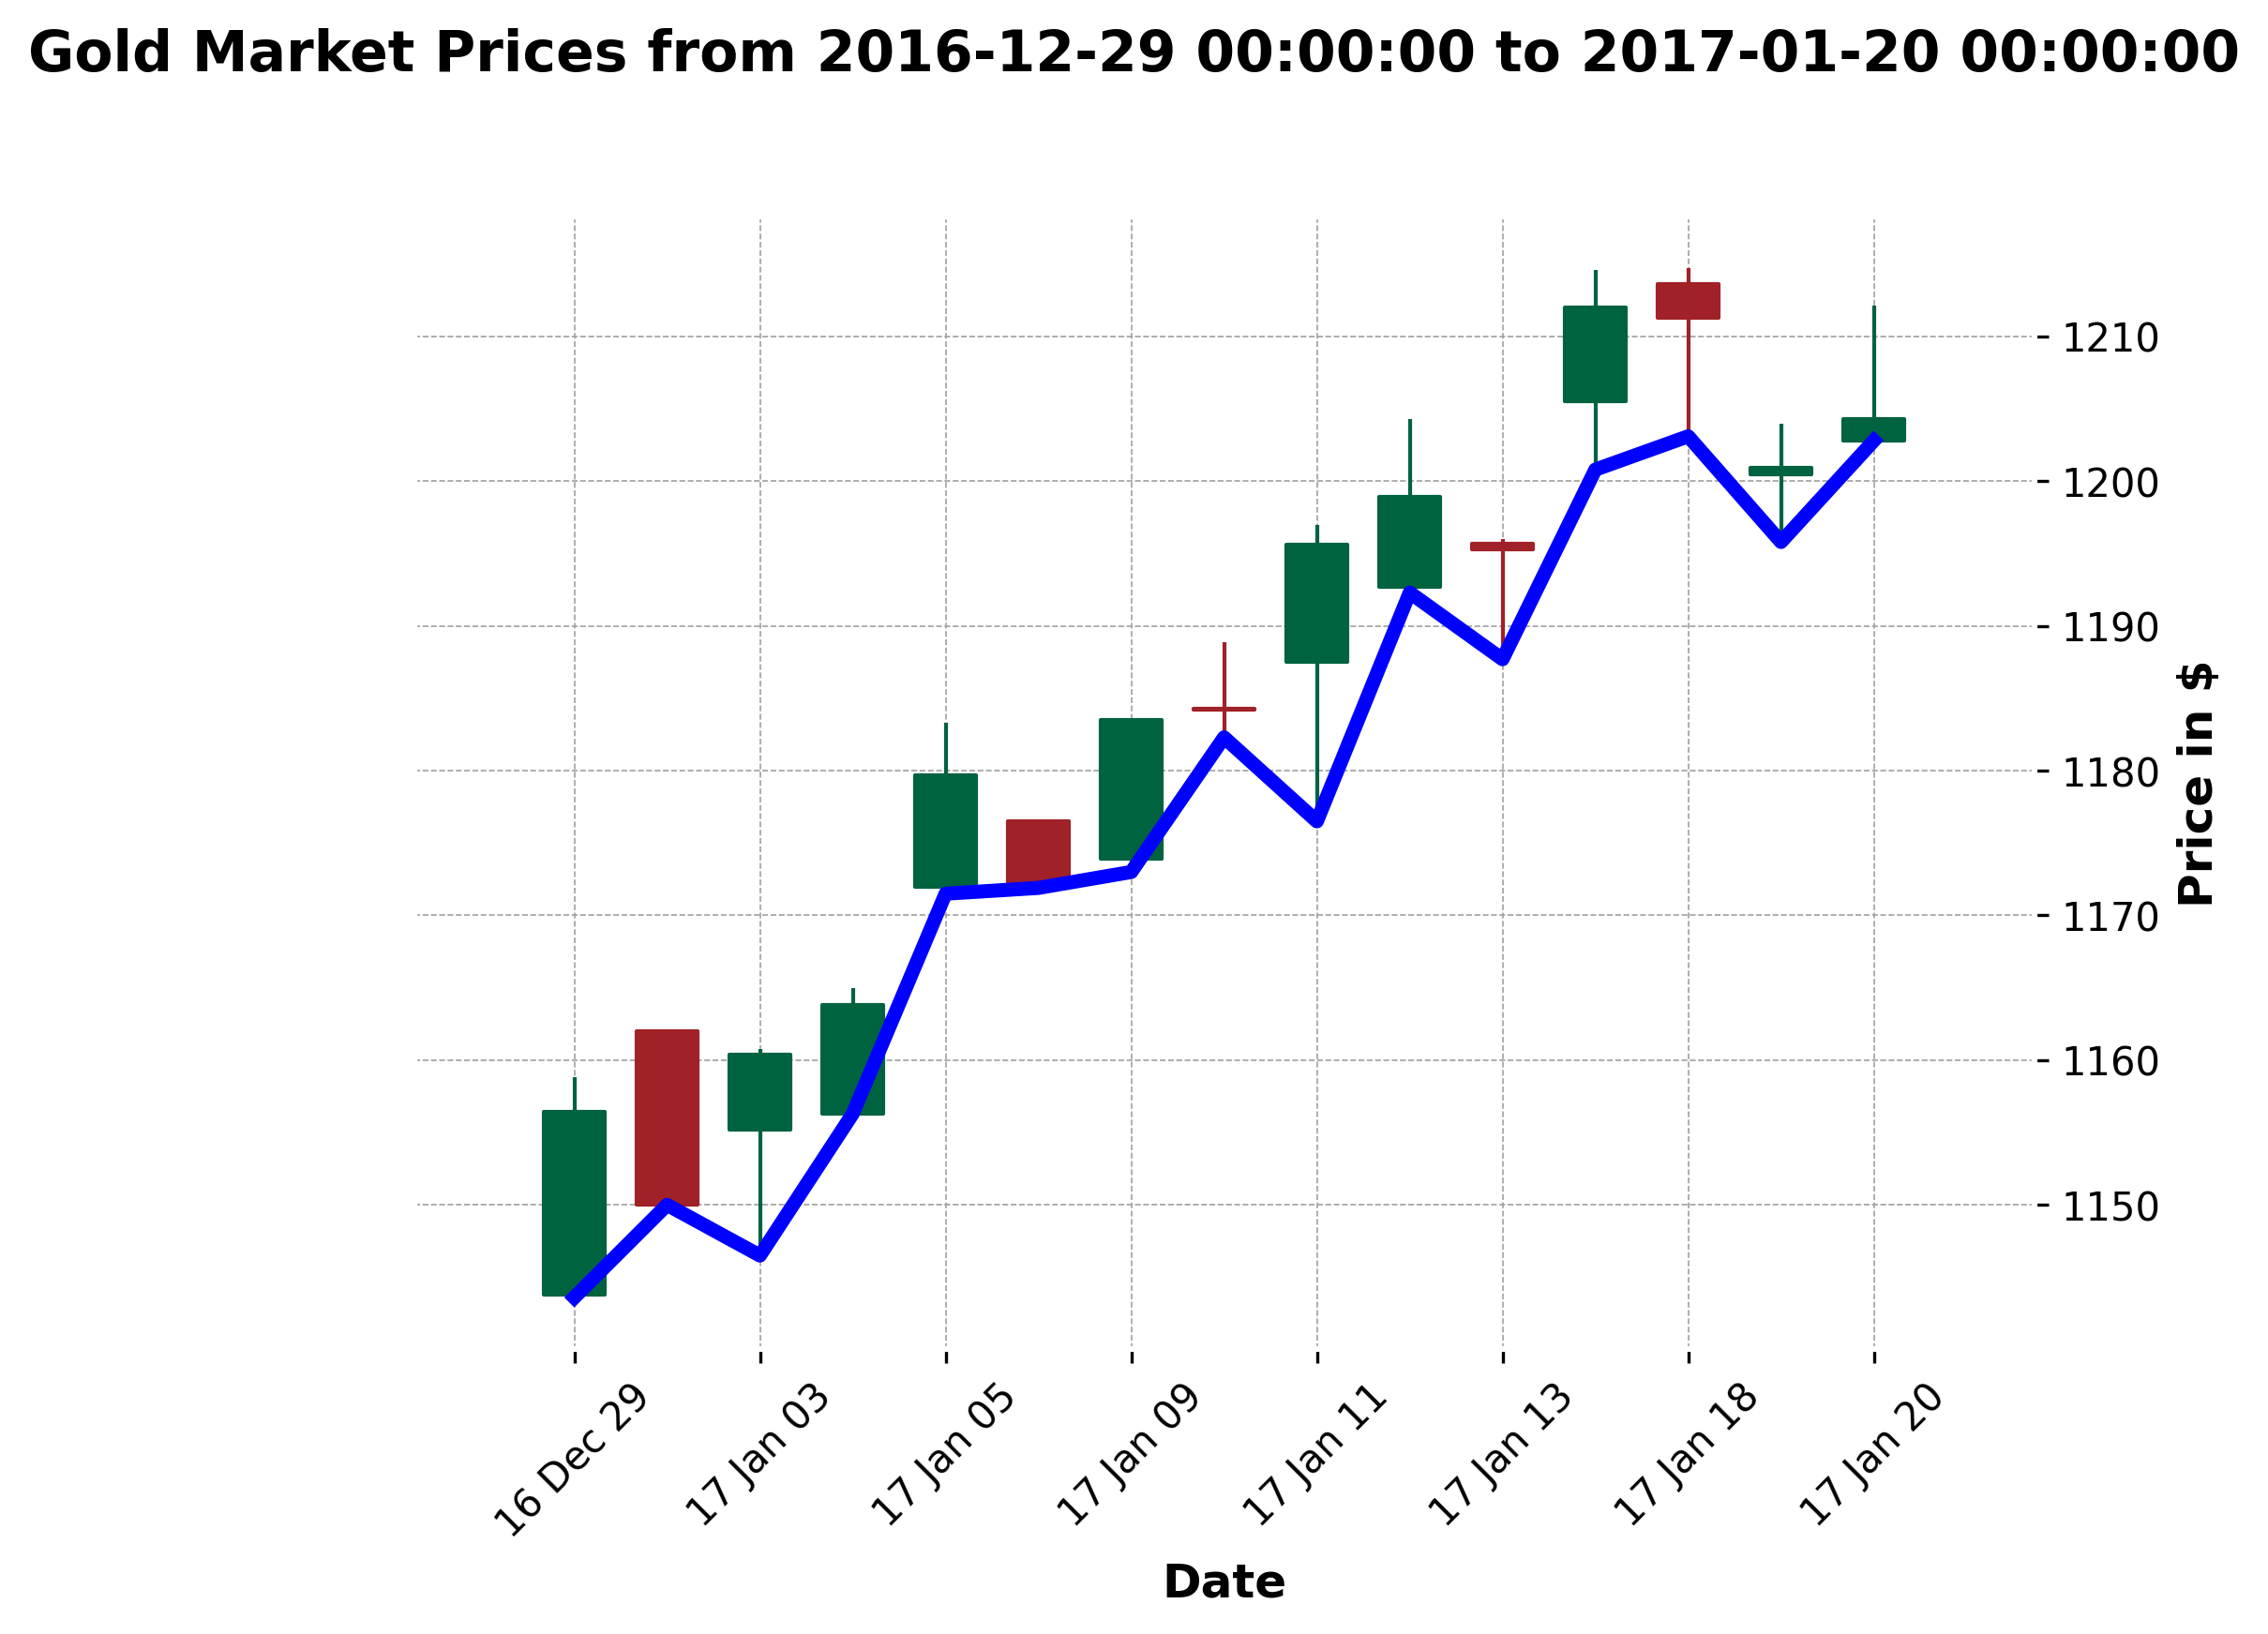 Gold Market Prices from 2016-12-29 00:00:00 to 2017-01-20 00:00:00
1210
1200
1190
1180
1170
1160
1150
Price in $
16 Dec 29
17 Jan 03
17 Jan 05
17 Jan 09
17 Jan 11
17 Jan 13
17 Jan 18
17 Jan 20
Date